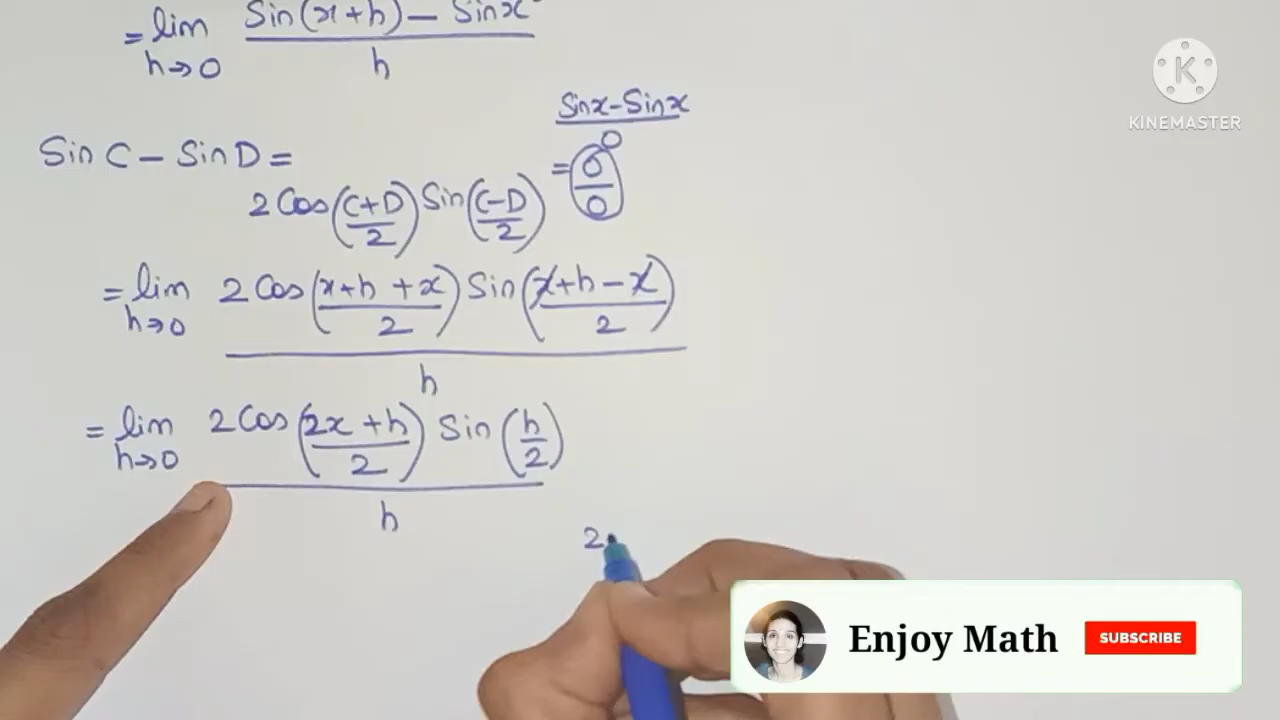 = lim Sin(x+h) - Sinx
h→0 h
Sinx - Sinx
0
Sin C - Sin D = = 0
0
2 Cos (C+D) Sin (C-D)
2 2
= lim 2 Cos (x+h +x) Sin (x+h - x)
h→0 2 2
h
= lim 2 Cos (2x +h) Sin (h)
h→0 2 2
h
2
K
KINEMASTER
Enjoy Math
SUBSCRIBE